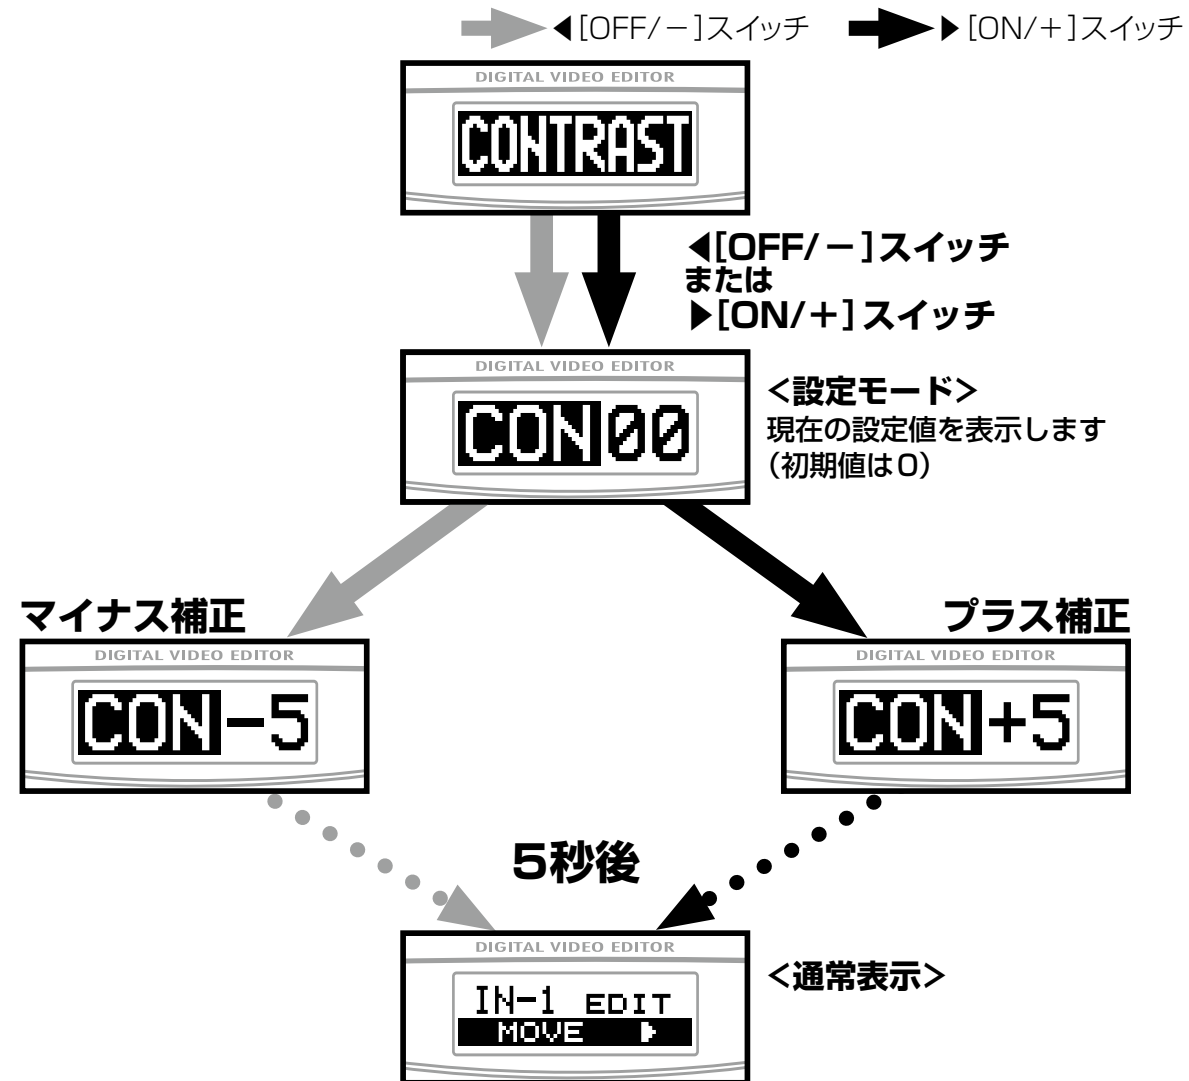 ◀[OFF/－]スイッチ ▶[ON/＋]スイッチ
DIGITAL VIDEO EDITOR
CONTRAST
◀[OFF/－]スイッチ
または
▶[ON/＋]スイッチ
DIGITAL VIDEO EDITOR
CON00
<設定モード>
現在の設定値を表示します
(初期値は0)
マイナス補正
プラス補正
DIGITAL VIDEO EDITOR
CON-5
DIGITAL VIDEO EDITOR
CON+5
5秒後
DIGITAL VIDEO EDITOR
IN-1 EDIT
MOVE ▶
<通常表示>